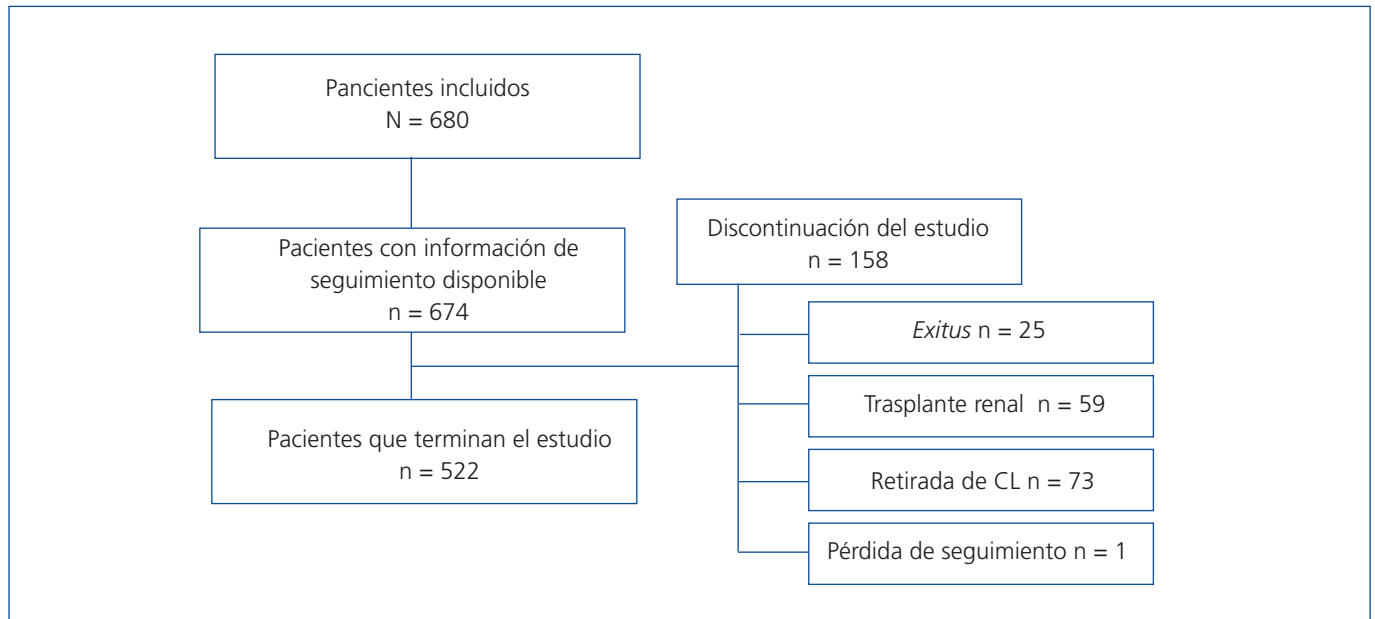 Pancientes incluidos
N = 680
Pacientes con información de
seguimiento disponible
n = 674
Discontinuación del estudio
n = 158
Exitus n = 25
Trasplante renal n = 59
Retirada de CL n = 73
Pérdida de seguimiento n = 1
Pacientes que terminan el estudio
n = 522